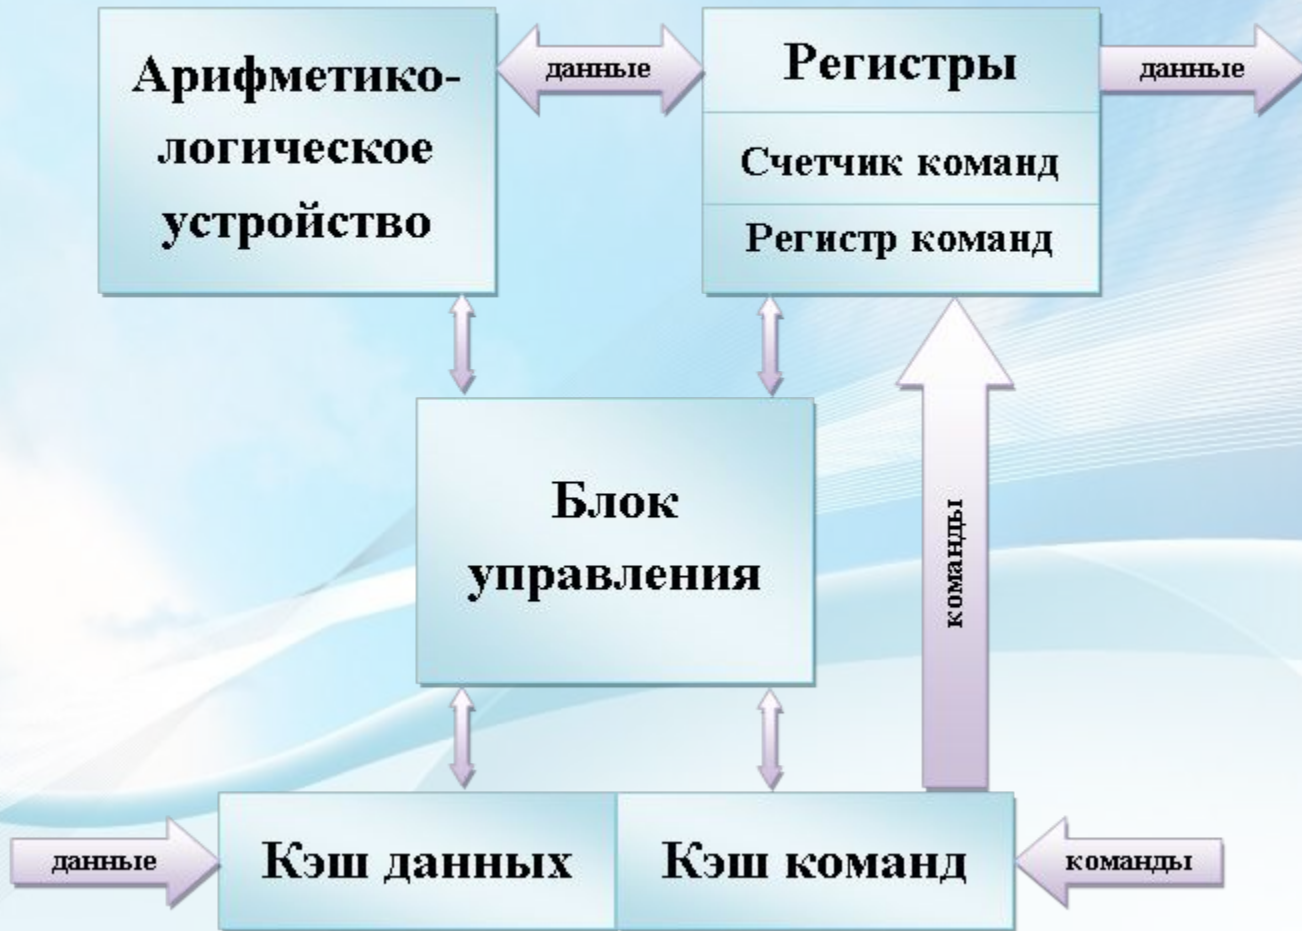 Арифметико-
логическое
устройство
данные
Регистры
данные
Счетчик команд
Регистр команд
Блок
управления
команды
данные
Кэш данных
Кэш команд
команды